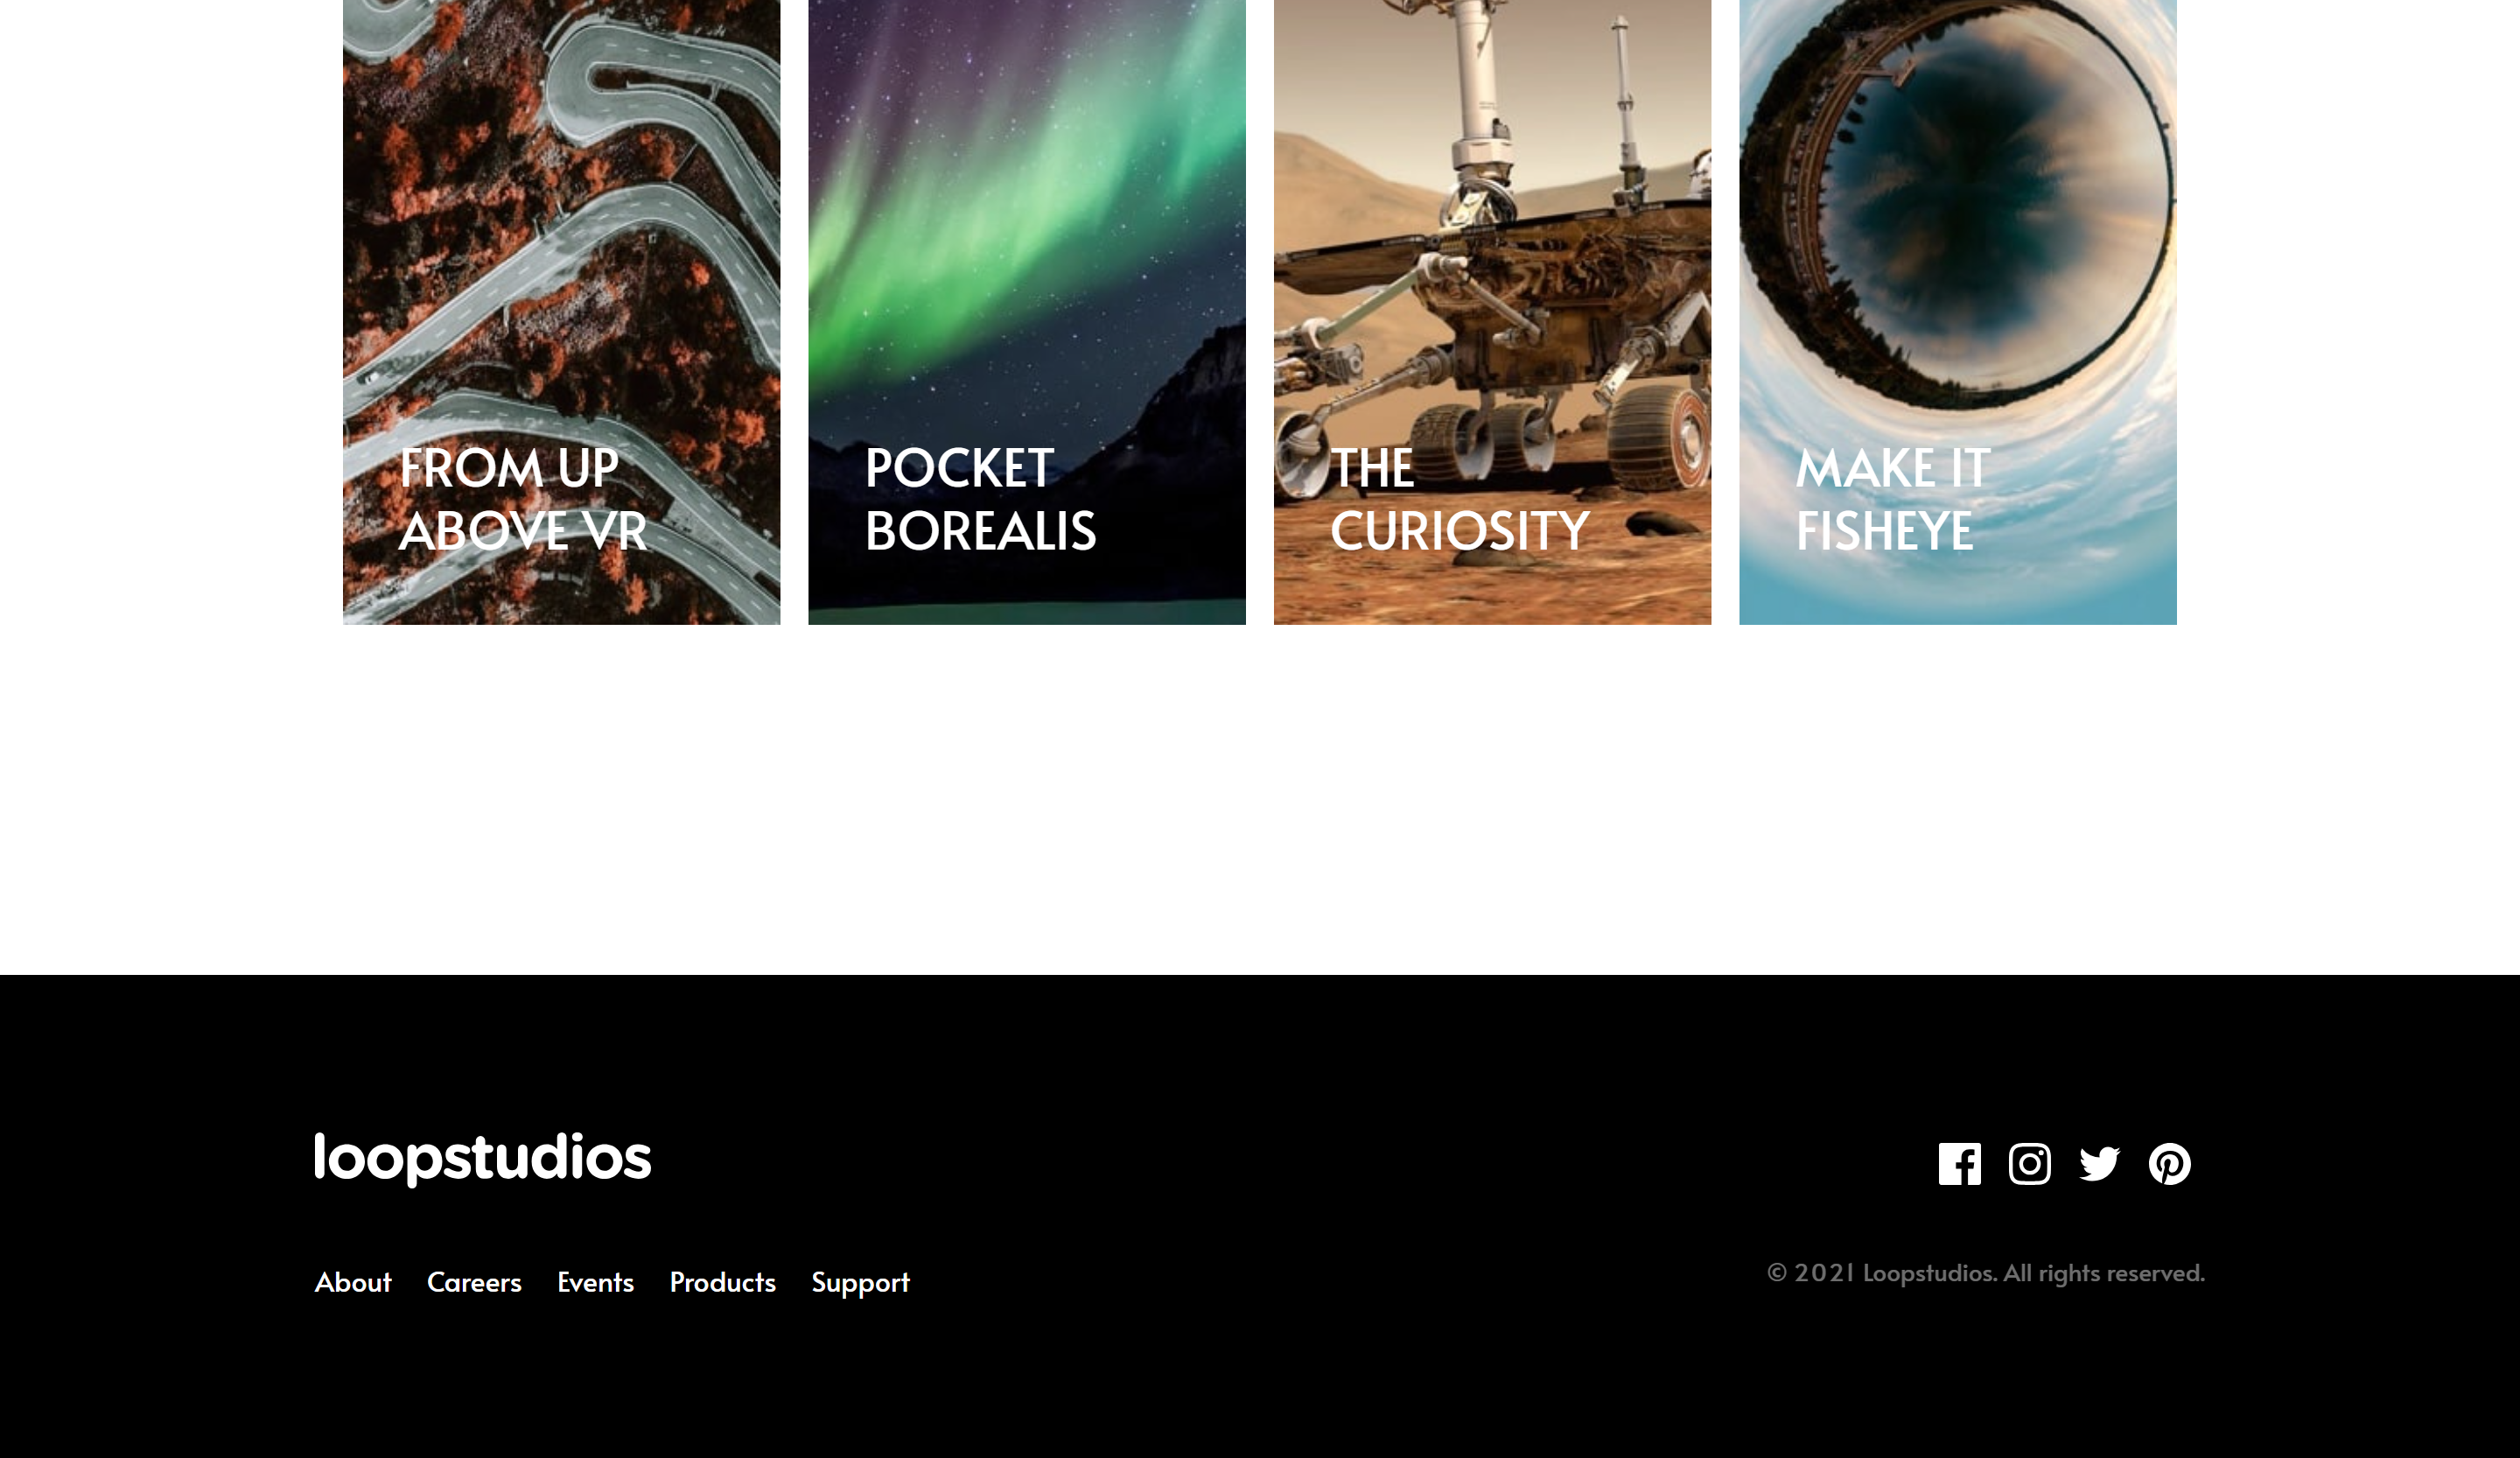 FROM UP
ABOVE VR
POCKET
BOREALIS
THE
CURIOSITY
MAKE IT
FISHEYE
loopstudios
About Careers Events Products Support
© 2021 Loopstudios. All rights reserved.